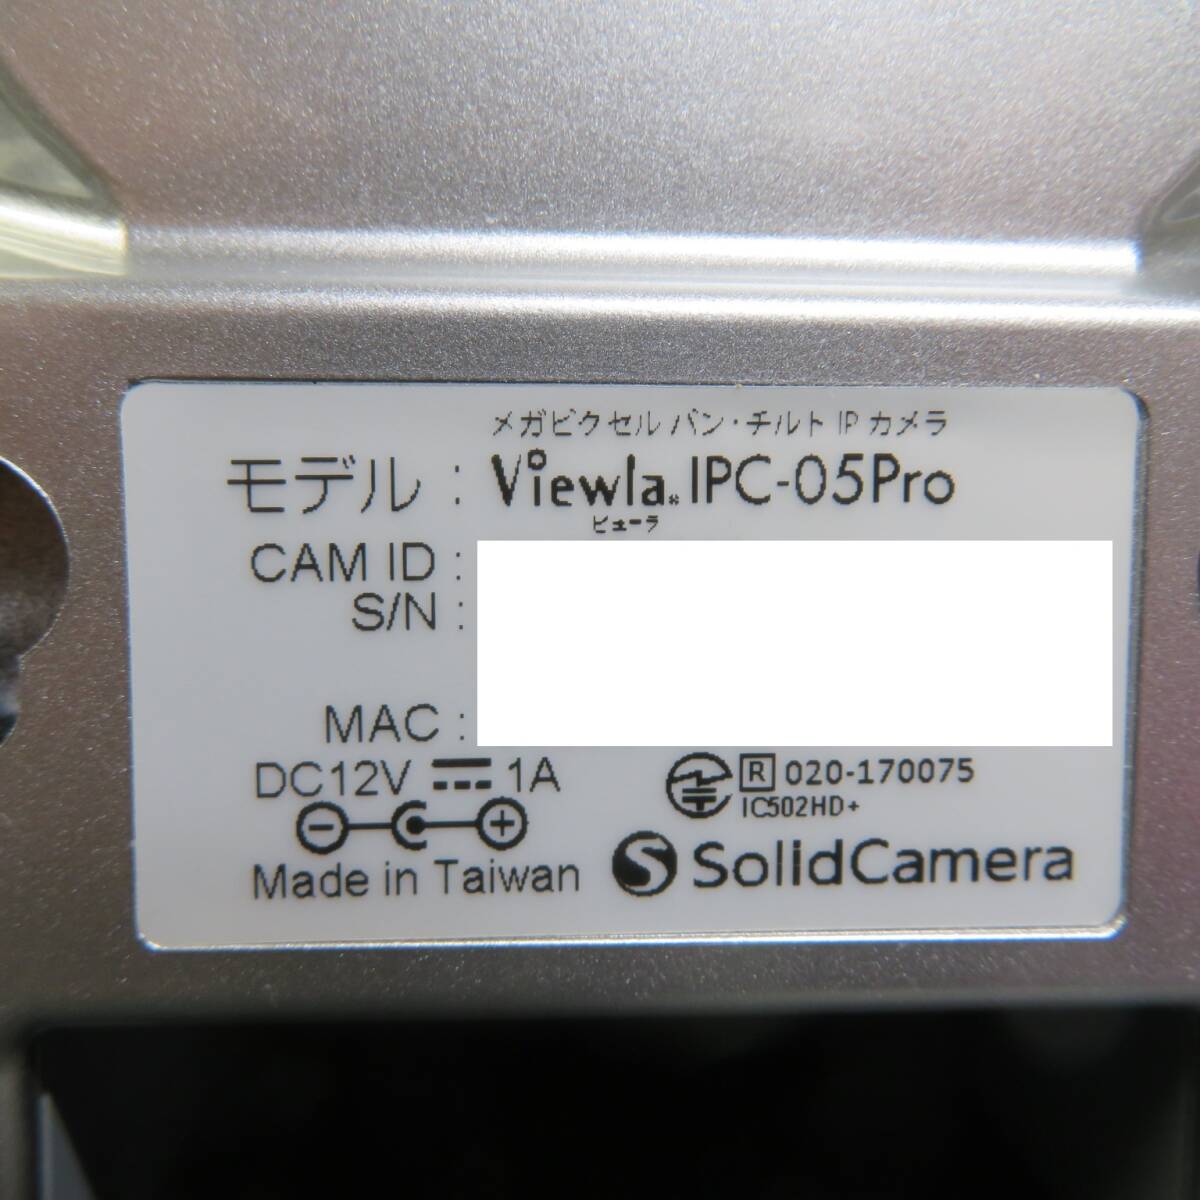 メガピクセル パン・チルト IP カメラ
モデル : Viewla® IPC-05Pro
ビューラ
CAM ID :
S/N :
MAC :
DC12V 1A
R 020-170075
IC502HD+
Made in Taiwan
SolidCamera